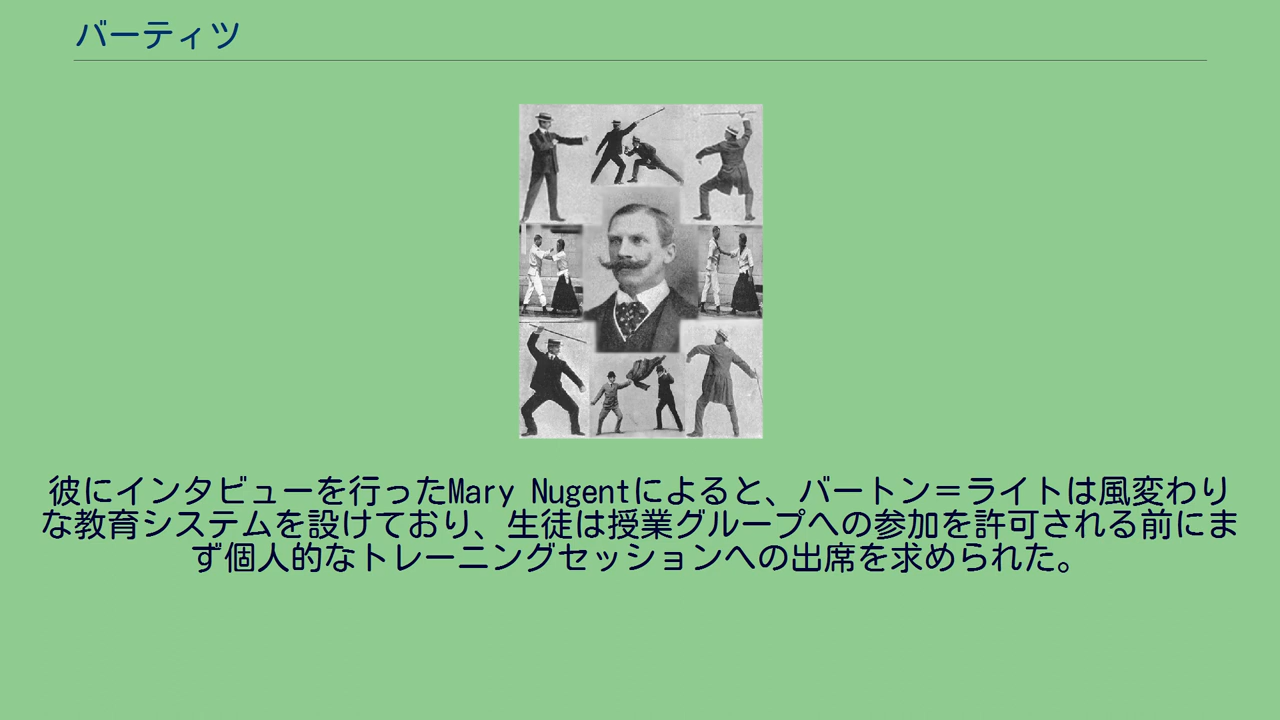 バーティツ
彼にインタビューを行ったMary Nugentによると、バートン＝ライトは風変わり
な教育システムを設けており、生徒は授業グループへの参加を許可される前にま
ず個人的なトレーニングセッションへの出席を求められた。